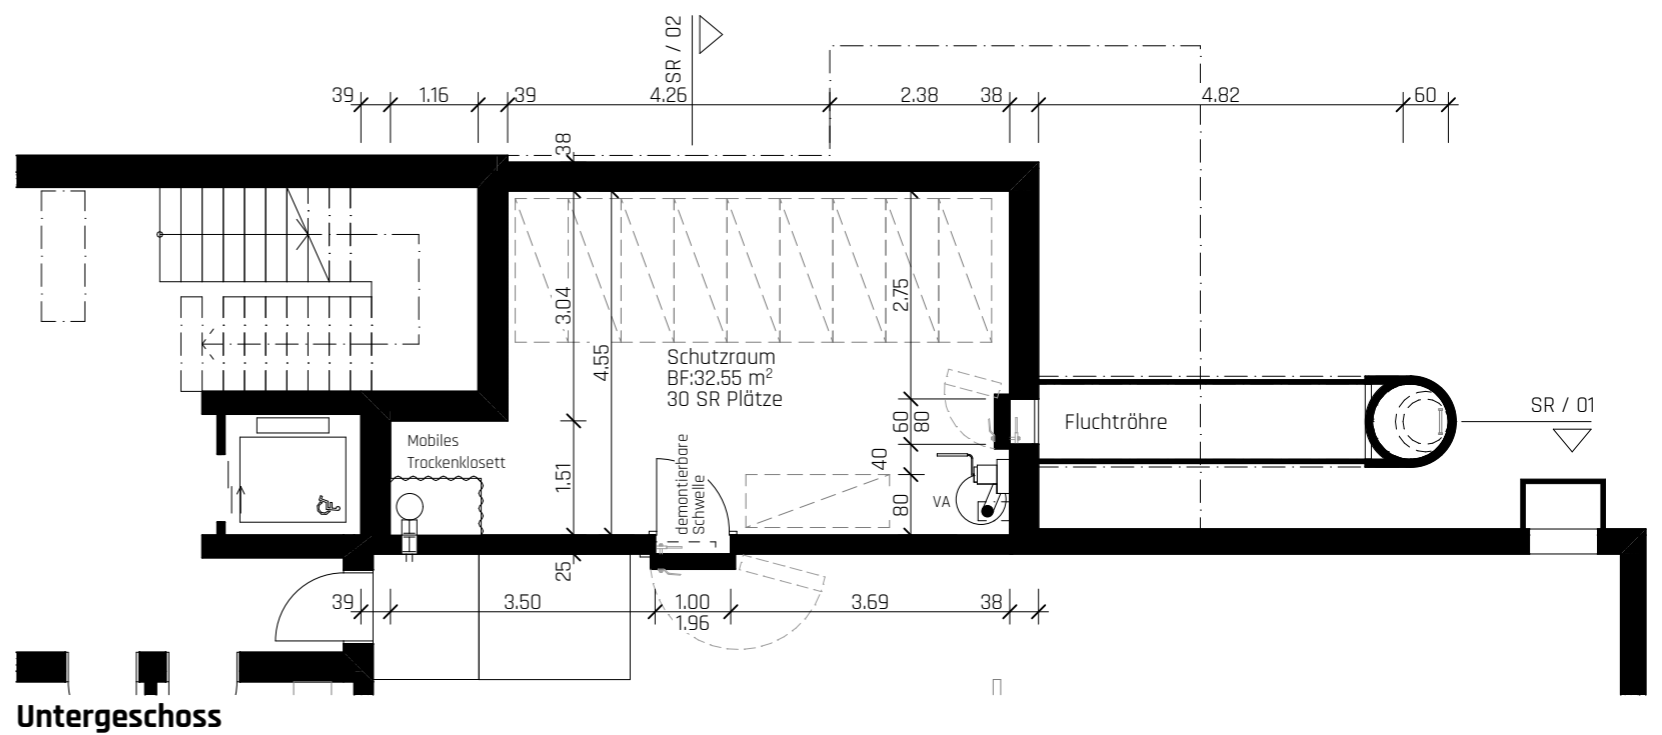 SR / 02
39
1.16
39
4.26
2.38
38
4.82
60
38
3.04
4.55
2.75
Schutzraum
BF:32.55 m²
30 SR Plätze
60
80
Fluchtröhre
SR / 01
Mobiles
Trockenklosett
1.51
demontierbare
Schwelle
40
80
VA
25
39
3.50
1.00
1.96
3.69
38
Untergeschoss